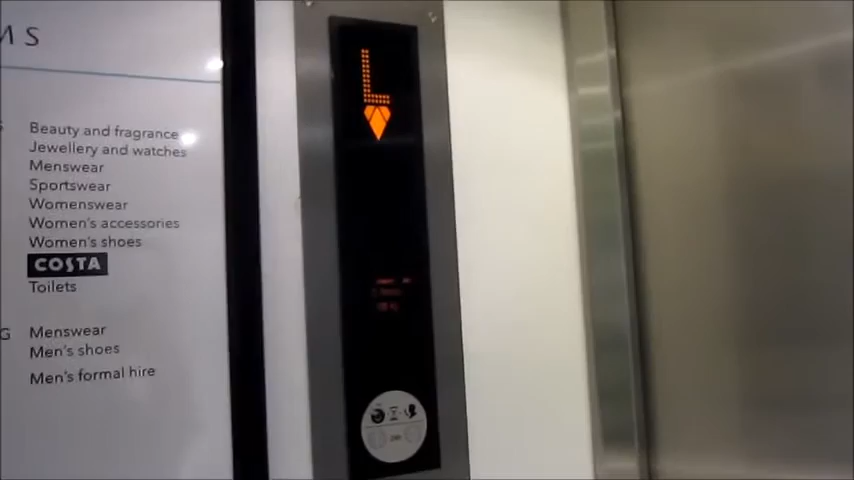 MS
Beauty and fragrance
Jewellery and watches
Menswear
Sportswear
Womenswear
Women's accessories
Women's shoes
COSTA
Toilets
G
Menswear
Men's shoes
Men's formal hire
L